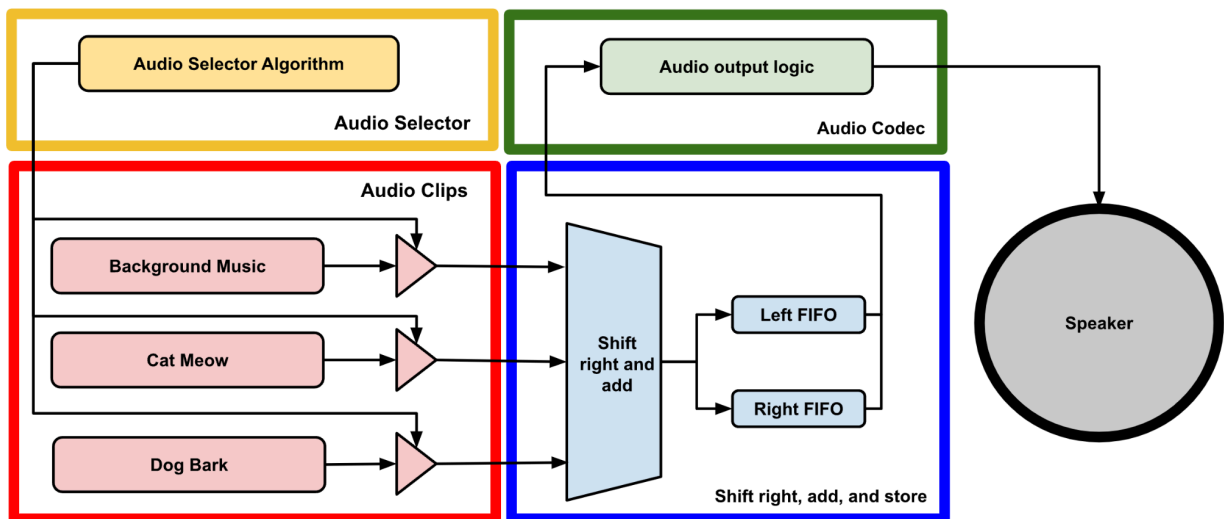 Audio Selector Algorithm
Audio Selector
Audio output logic
Audio Codec
Audio Clips
Background Music
Cat Meow
Dog Bark
Shift
right and
add
Left FIFO
Right FIFO
Shift right, add, and store
Speaker